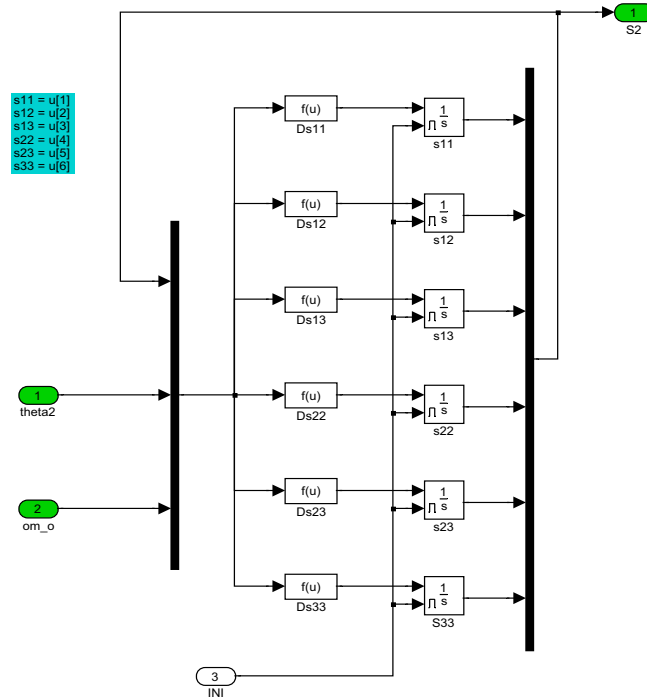 1
S2
s11 = u[1]
s12 = u[2]
s13 = u[3]
s22 = u[4]
s23 = u[5]
s33 = u[6]
f(u)
Ds11
1
s
s11
f(u)
Ds12
1
s
s12
f(u)
Ds13
1
s
s13
1
theta2
f(u)
Ds22
1
s
s22
2
om_o
f(u)
Ds23
1
s
s23
f(u)
Ds33
1
s
S33
3
INI